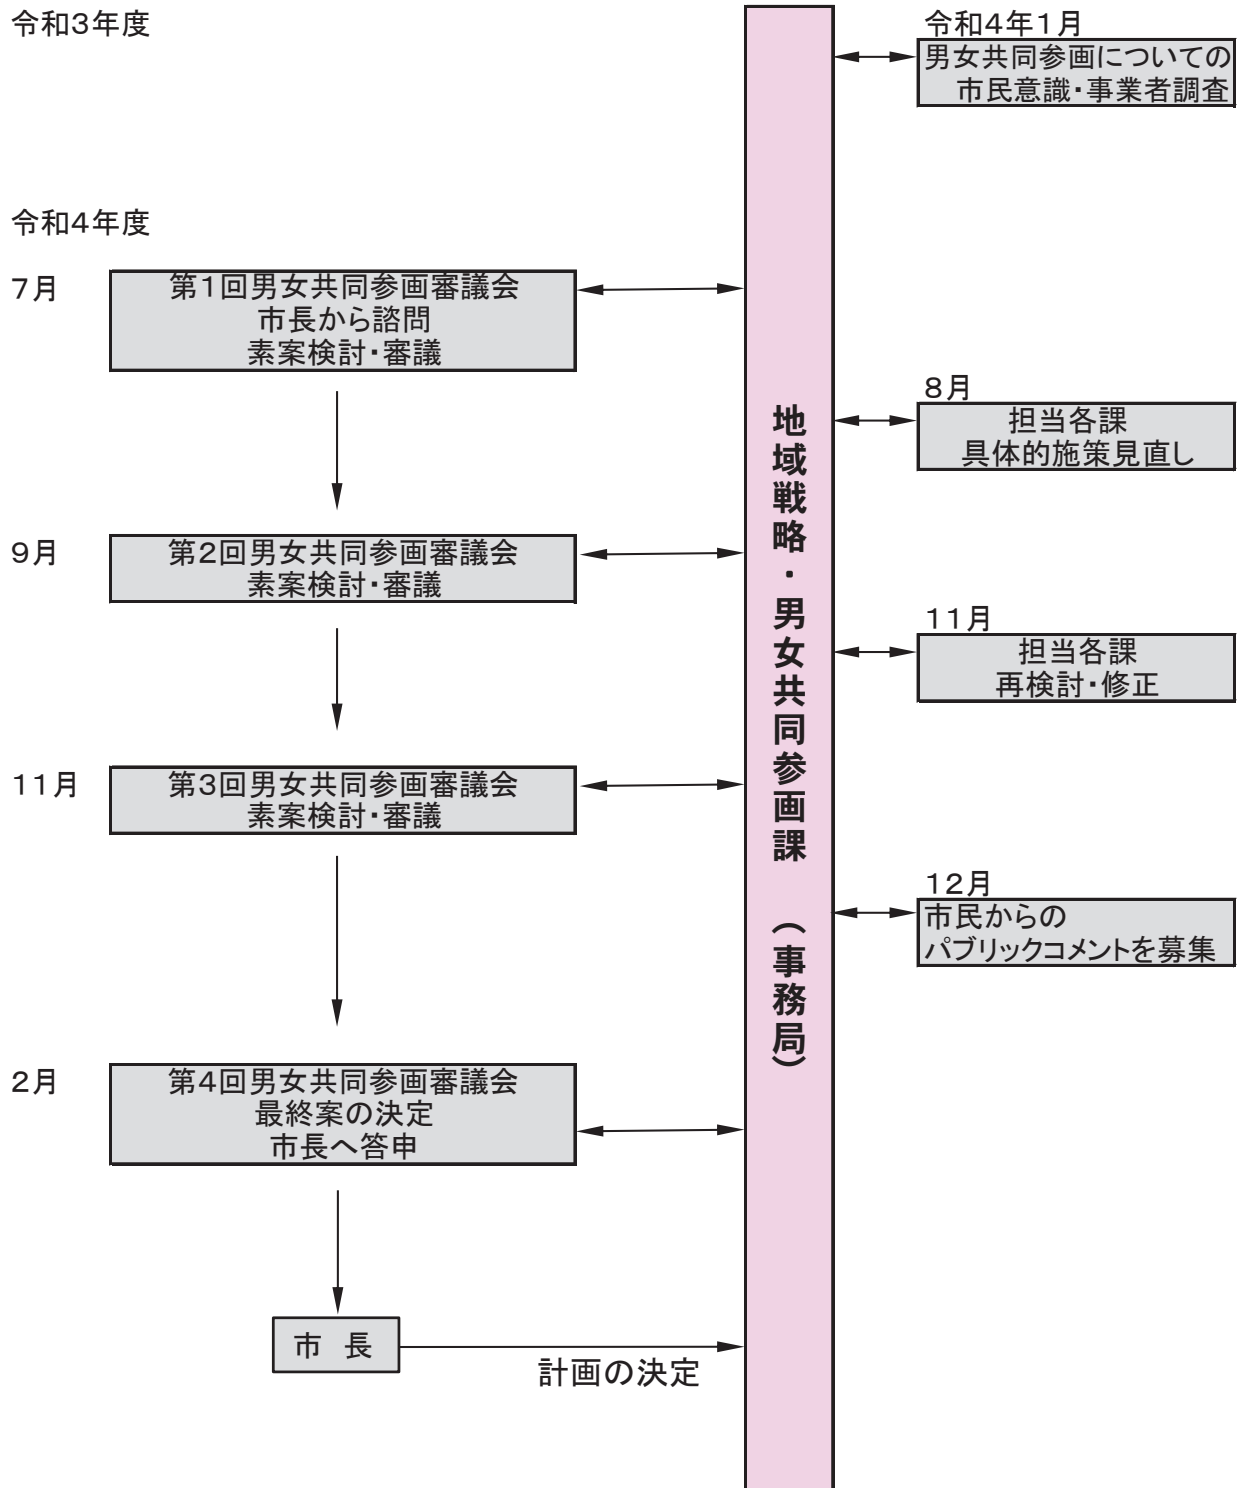 令和3年度
令和4年1月
男女共同参画についての
市民意識・事業者調査
令和4年度
7月
第1回男女共同参画審議会
市長から諮問
素案検討・審議
8月
担当各課
具体的施策見直し
9月
第2回男女共同参画審議会
素案検討・審議
11月
担当各課
再検討・修正
11月
第3回男女共同参画審議会
素案検討・審議
12月
市民からの
パブリックコメントを募集
2月
第4回男女共同参画審議会
最終案の決定
市長へ答申
市 長
計画の決定
地域戦略・男女共同参画課 (事務局)